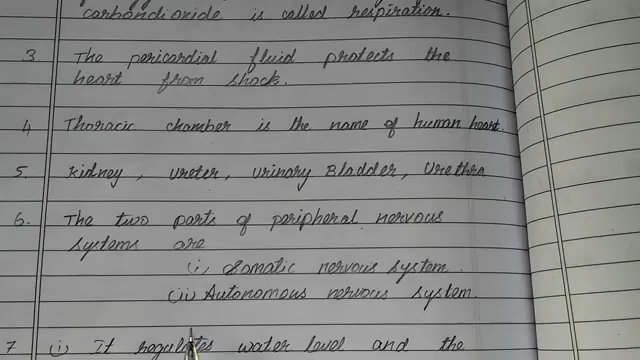 carbondioxide is called respiration.
3 The pericardial fluid protects the
heart from shock.
4 Thoracic chamber is the name of human heart.
5. Kidney, Ureter, Urinary Bladder, Urethra
6. The two parts of peripheral nervous
systems are
(i) Somatic nervous system.
(ii) Autonomous nervous system.
7 (i) It regulates water level and the